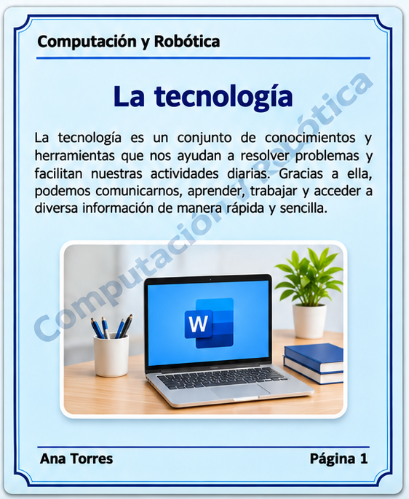 Computación y Robótica
La tecnología
La tecnología es un conjunto de conocimientos y
herramientas que nos ayudan a resolver problemas y
facilitan nuestras actividades diarias. Gracias a ella,
podemos comunicarnos, aprender, trabajar y acceder a
diversa información de manera rápida y sencilla.
Computación y Robótica
W
Ana Torres Página 1